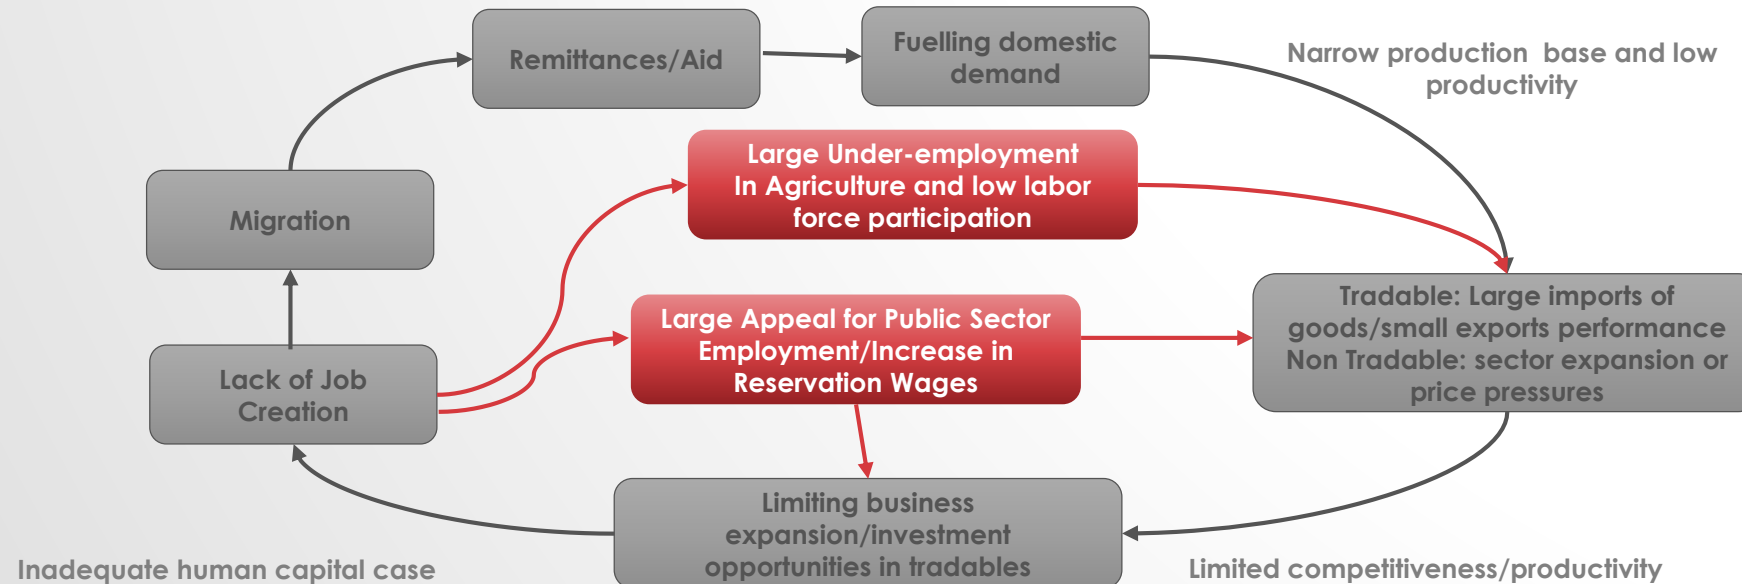 Remittances/Aid
Fuelling domestic
demand
Narrow production base and low
productivity
Large Under-employment
In Agriculture and low labor
force participation
Migration
Large Appeal for Public Sector
Employment/Increase in
Reservation Wages
Tradable: Large imports of
goods/small exports performance
Non Tradable: sector expansion or
price pressures
Lack of Job
Creation
Limiting business
expansion/investment
opportunities in tradables
Inadequate human capital case
Limited competitiveness/productivity